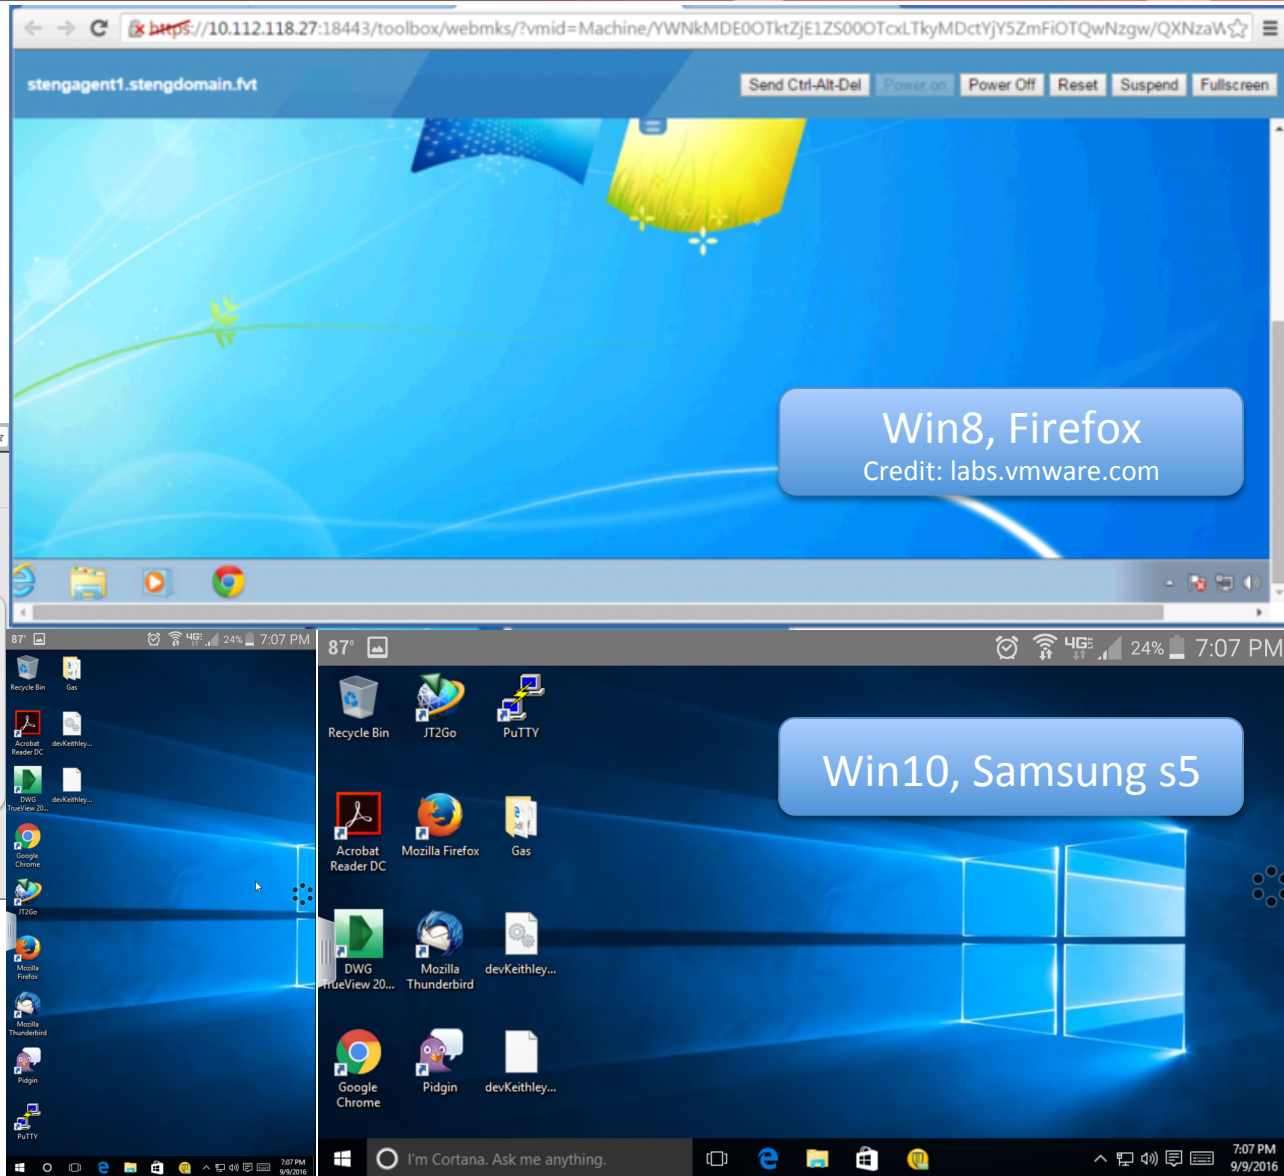 https://10.112.118.27:18443/toolbox/webmks/?vmid=Machine/YWNkMDE0OTktZjE1ZS00OTcxLTkyMDctYjY5ZmFiOTQwNzgw/QXNzaW
stengagent1.stengdomain.fvt
Send Ctrl-Alt-Del
Power on
Power Off
Reset
Suspend
Fullscreen
Win8, Firefox
Credit: labs.vmware.com
87°
4GE
24%
7:07 PM
Recycle Bin
Gas
Acrobat
Reader DC
devKeithley...
DWG
TrueView 20...
devKeithley...
Google
Chrome
JT2Go
Mozilla
Firefox
Mozilla
Thunderbird
Pidgin
PuTTY
7:07 PM
9/9/2016
87°
4GE
24%
7:07 PM
Recycle Bin
JT2Go
PuTTY
Win10, Samsung s5
Acrobat
Reader DC
Mozilla Firefox
Gas
DWG
TrueView 20...
Mozilla
Thunderbird
devKeithley...
Google
Chrome
Pidgin
devKeithley...
I'm Cortana. Ask me anything.
7:07 PM
9/9/2016